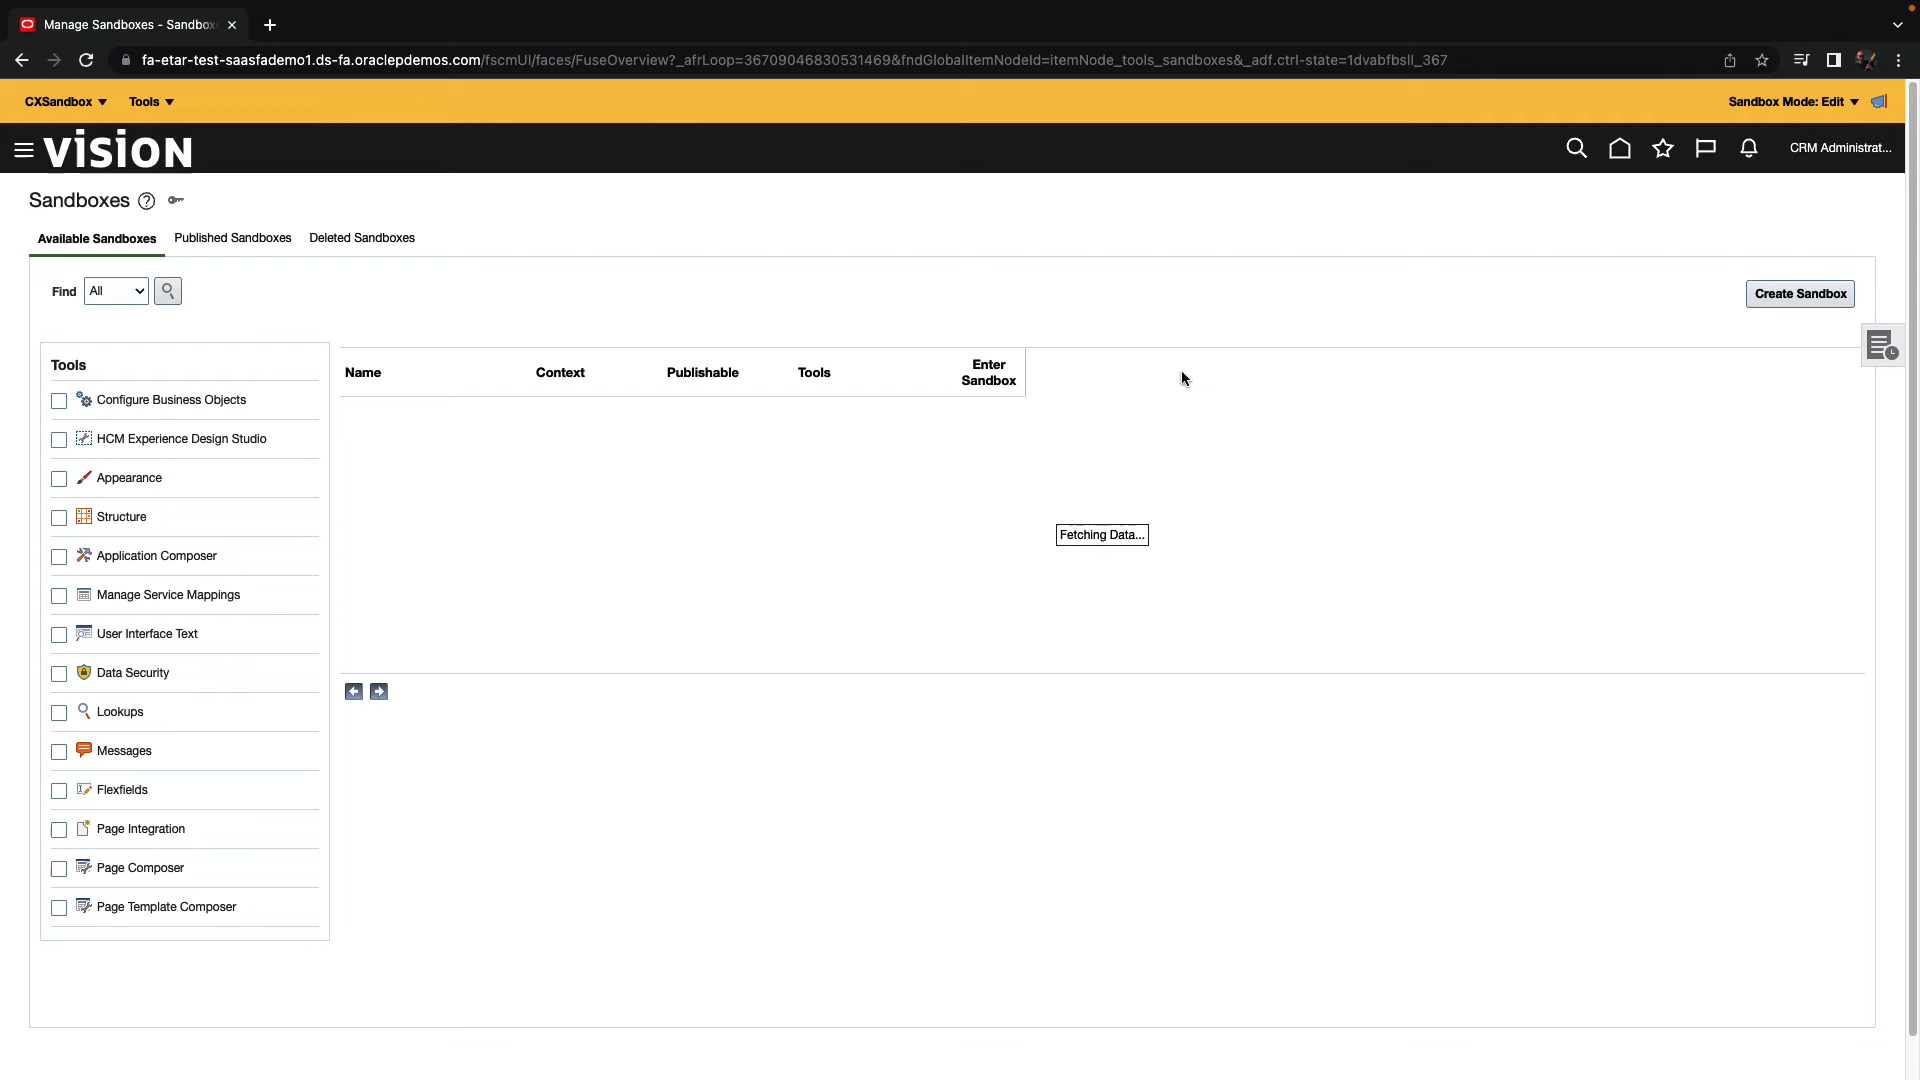 Manage Sandboxes - Sandbox
fa-etar-test-saasfademo1.ds-fa.oraclepdemos.com/fscmUI/faces/FuseOverview?_afrLoop=36709046830531469&fndGlobalItemNodeId=itemNode_tools_sandboxes&_adf.ctrl-state=1dvabfbsll_367
CXSandbox Tools Sandbox Mode: Edit
VISION CRM Administrat...
Sandboxes
Available Sandboxes Published Sandboxes Deleted Sandboxes
Find All Create Sandbox
Tools
Configure Business Objects
HCM Experience Design Studio
Appearance
Structure
Application Composer
Manage Service Mappings
User Interface Text
Data Security
Lookups
Messages
Flexfields
Page Integration
Page Composer
Page Template Composer
Name Context Publishable Tools Enter
Sandbox
Fetching Data...